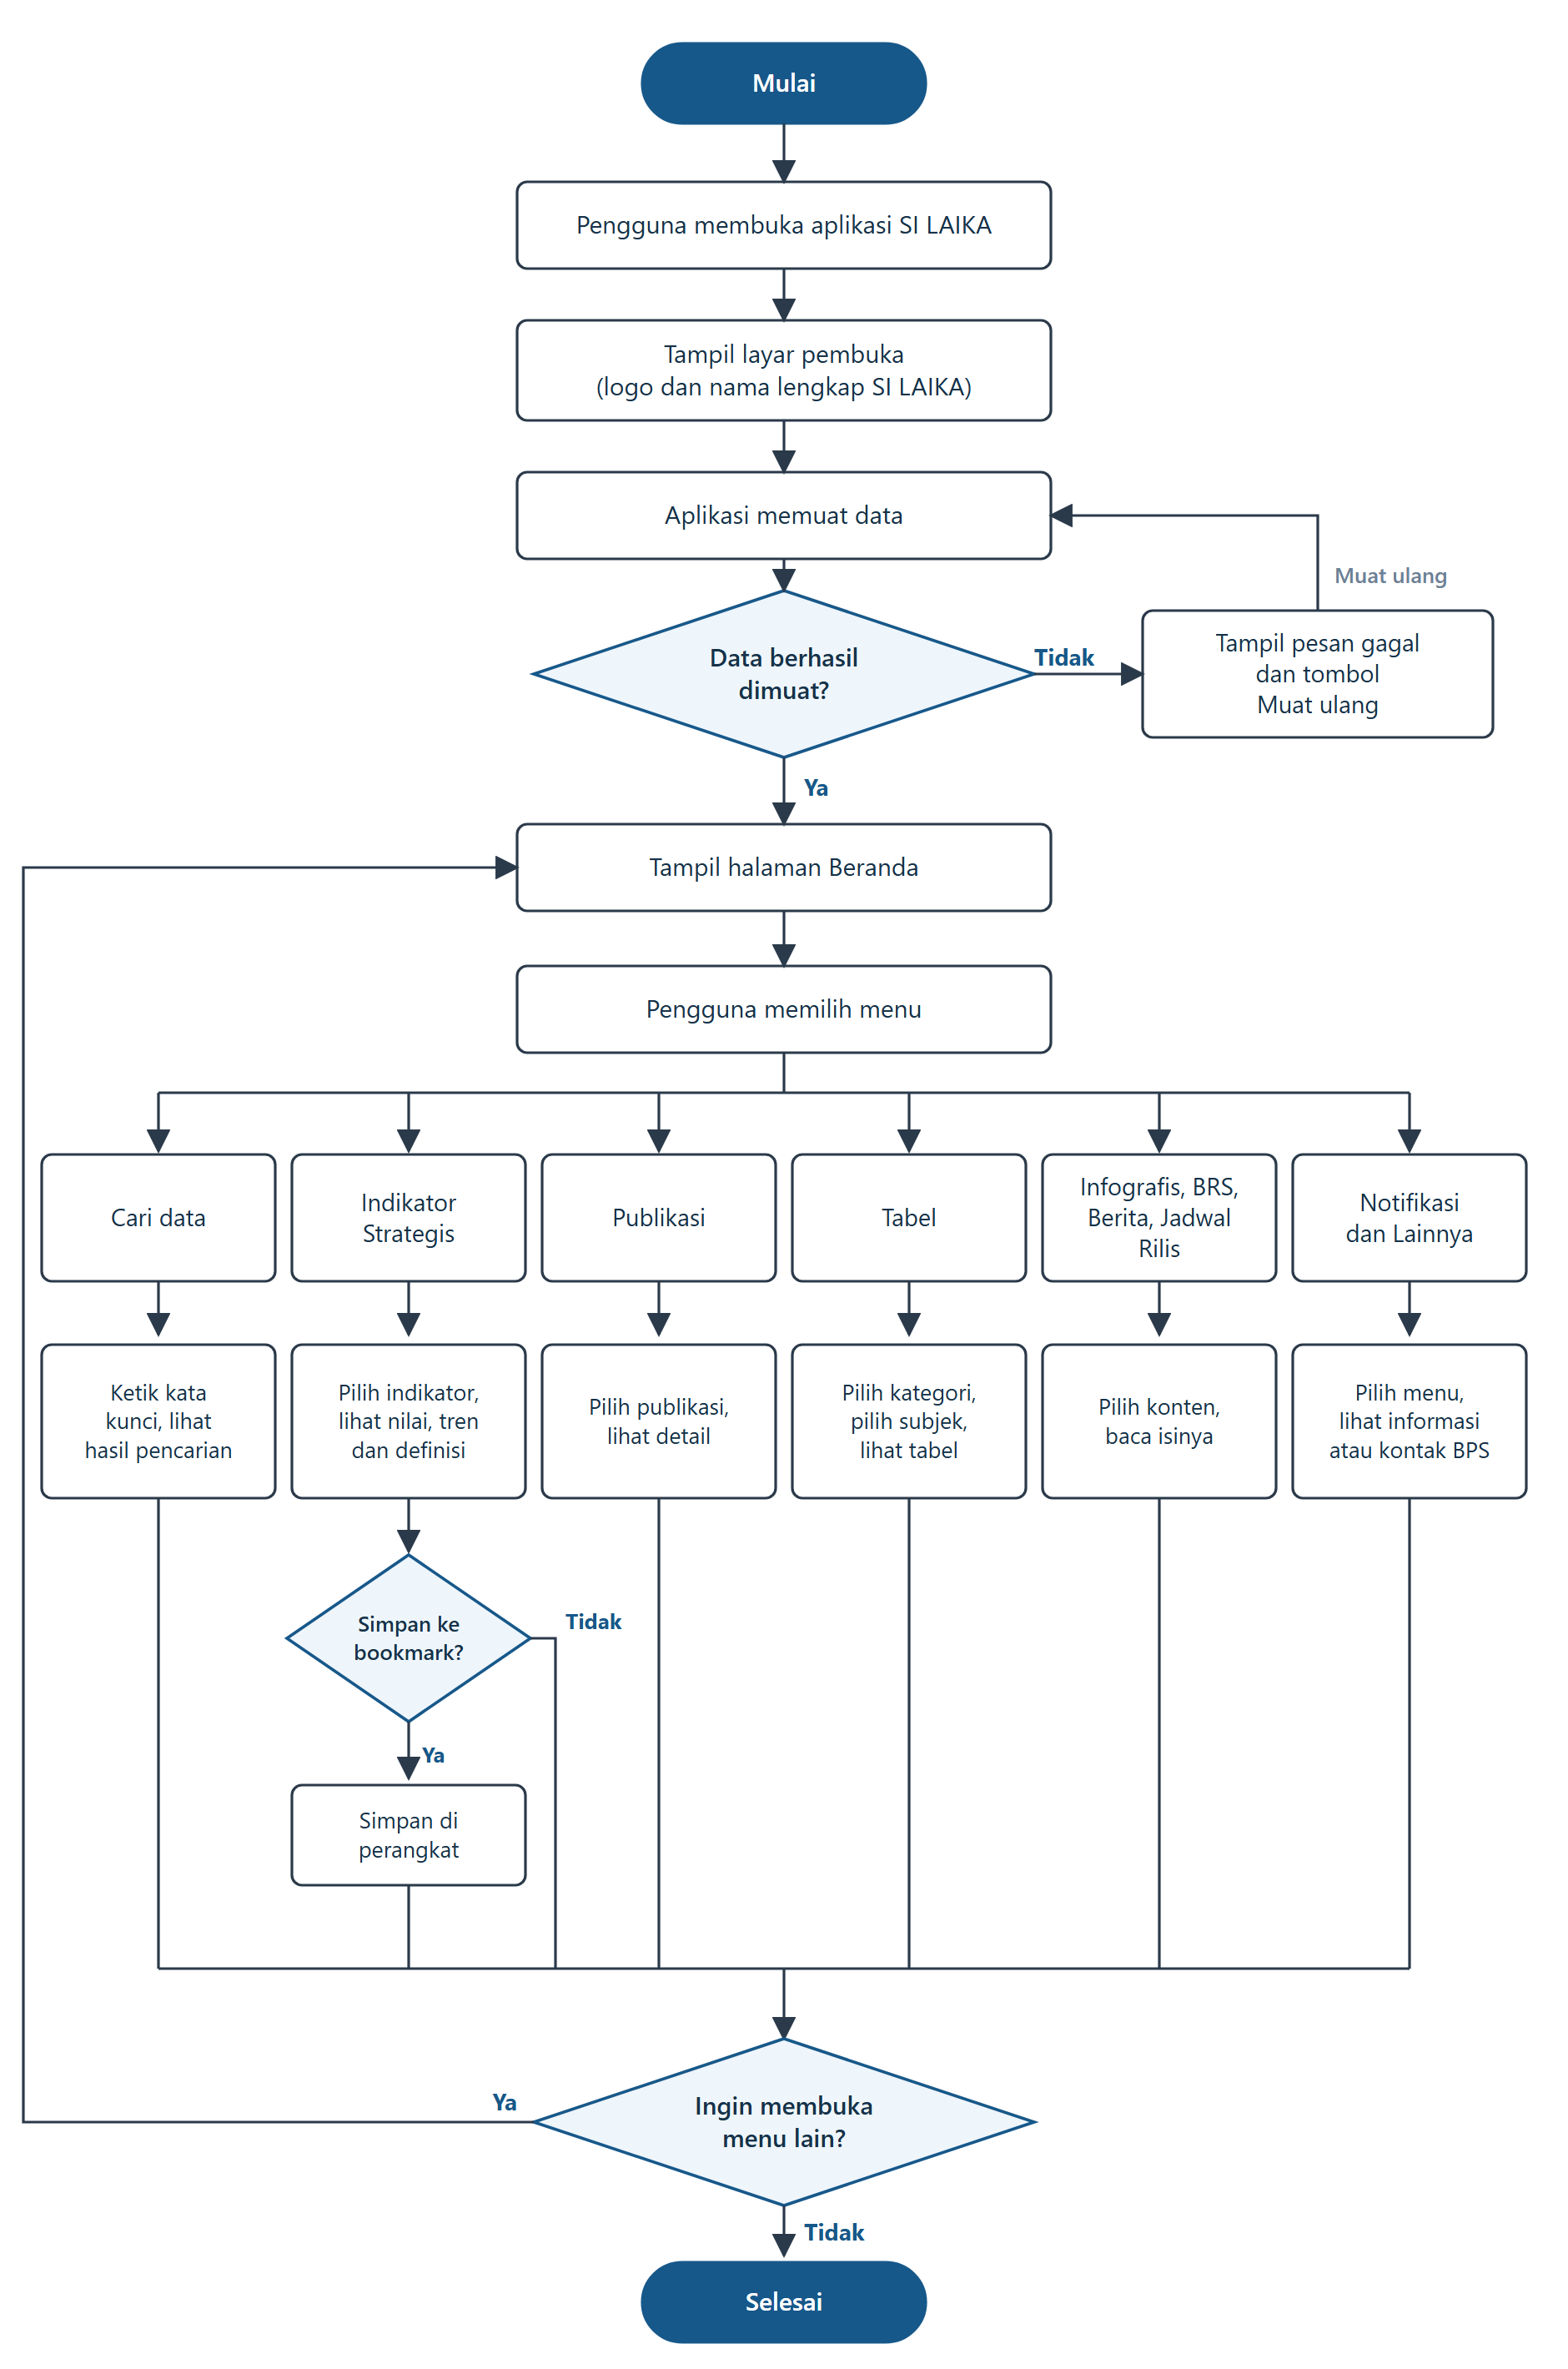 Mulai
Pengguna membuka aplikasi SI LAIKA
Tampil layar pembuka
(logo dan nama lengkap SI LAIKA)
Aplikasi memuat data
Muat ulang
Data berhasil
dimuat?
Tidak
Tampil pesan gagal
dan tombol
Muat ulang
Ya
Tampil halaman Beranda
Pengguna memilih menu
Cari data
Indikator
Strategis
Publikasi
Tabel
Infografis, BRS,
Berita, Jadwal
Rilis
Notifikasi
dan Lainnya
Ketik kata
kunci, lihat
hasil pencarian
Pilih indikator,
lihat nilai, tren
dan definisi
Pilih publikasi,
lihat detail
Pilih kategori,
pilih subjek,
lihat tabel
Pilih konten,
baca isinya
Pilih menu,
lihat informasi
atau kontak BPS
Simpan ke
bookmark?
Tidak
Ya
Simpan di
perangkat
Ya
Ingin membuka
menu lain?
Tidak
Selesai